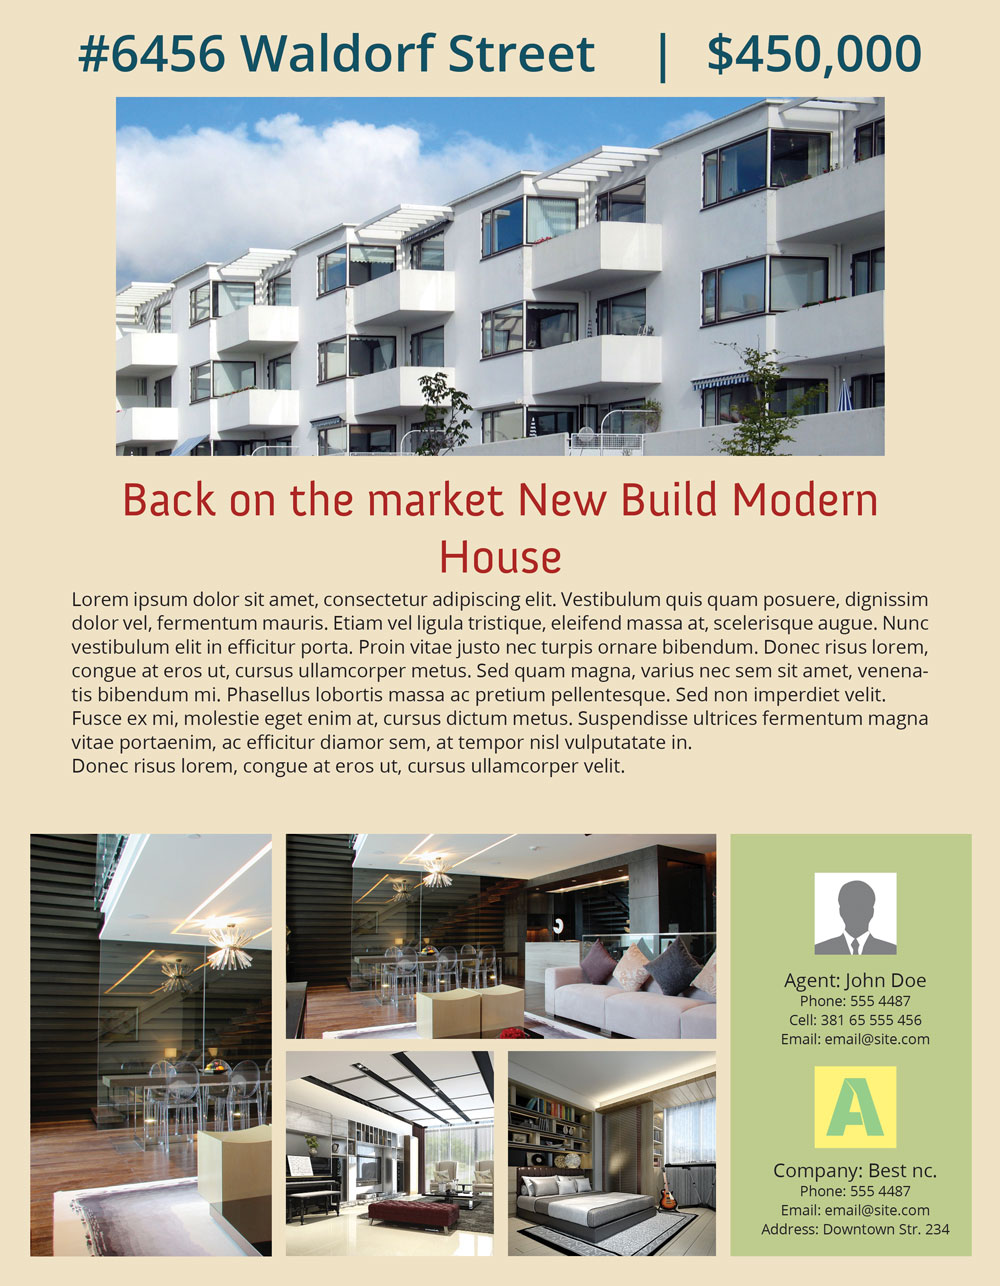 #6456 Waldorf Street | $450,000
Back on the market New Build Modern
House
Lorem ipsum dolor sit amet, consectetur adipiscing elit. Vestibulum quis quam posuere, dignissim
dolor vel, fermentum mauris. Etiam vel ligula tristique, eleifend massa at, scelerisque augue. Nunc
vestibulum elit in efficitur porta. Proin vitae justo nec turpis ornare bibendum. Donec risus lorem,
congue at eros ut, cursus ullamcorper metus. Sed quam magna, varius nec sem sit amet, venena-
tis bibendum mi. Phasellus lobortis massa ac pretium pellentesque. Sed non imperdiet velit.
Fusce ex mi, molestie eget enim at, cursus dictum metus. Suspendisse ultrices fermentum magna
vitae portaenim, ac efficitur diamor sem, at tempor nisl vulputatate in.
Donec risus lorem, congue at eros ut, cursus ullamcorper velit.
Agent: John Doe
Phone: 555 4487
Cell: 381 65 555 456
Email: email@site.com
A
Company: Best nc.
Phone: 555 4487
Email: email@site.com
Address: Downtown Str. 234